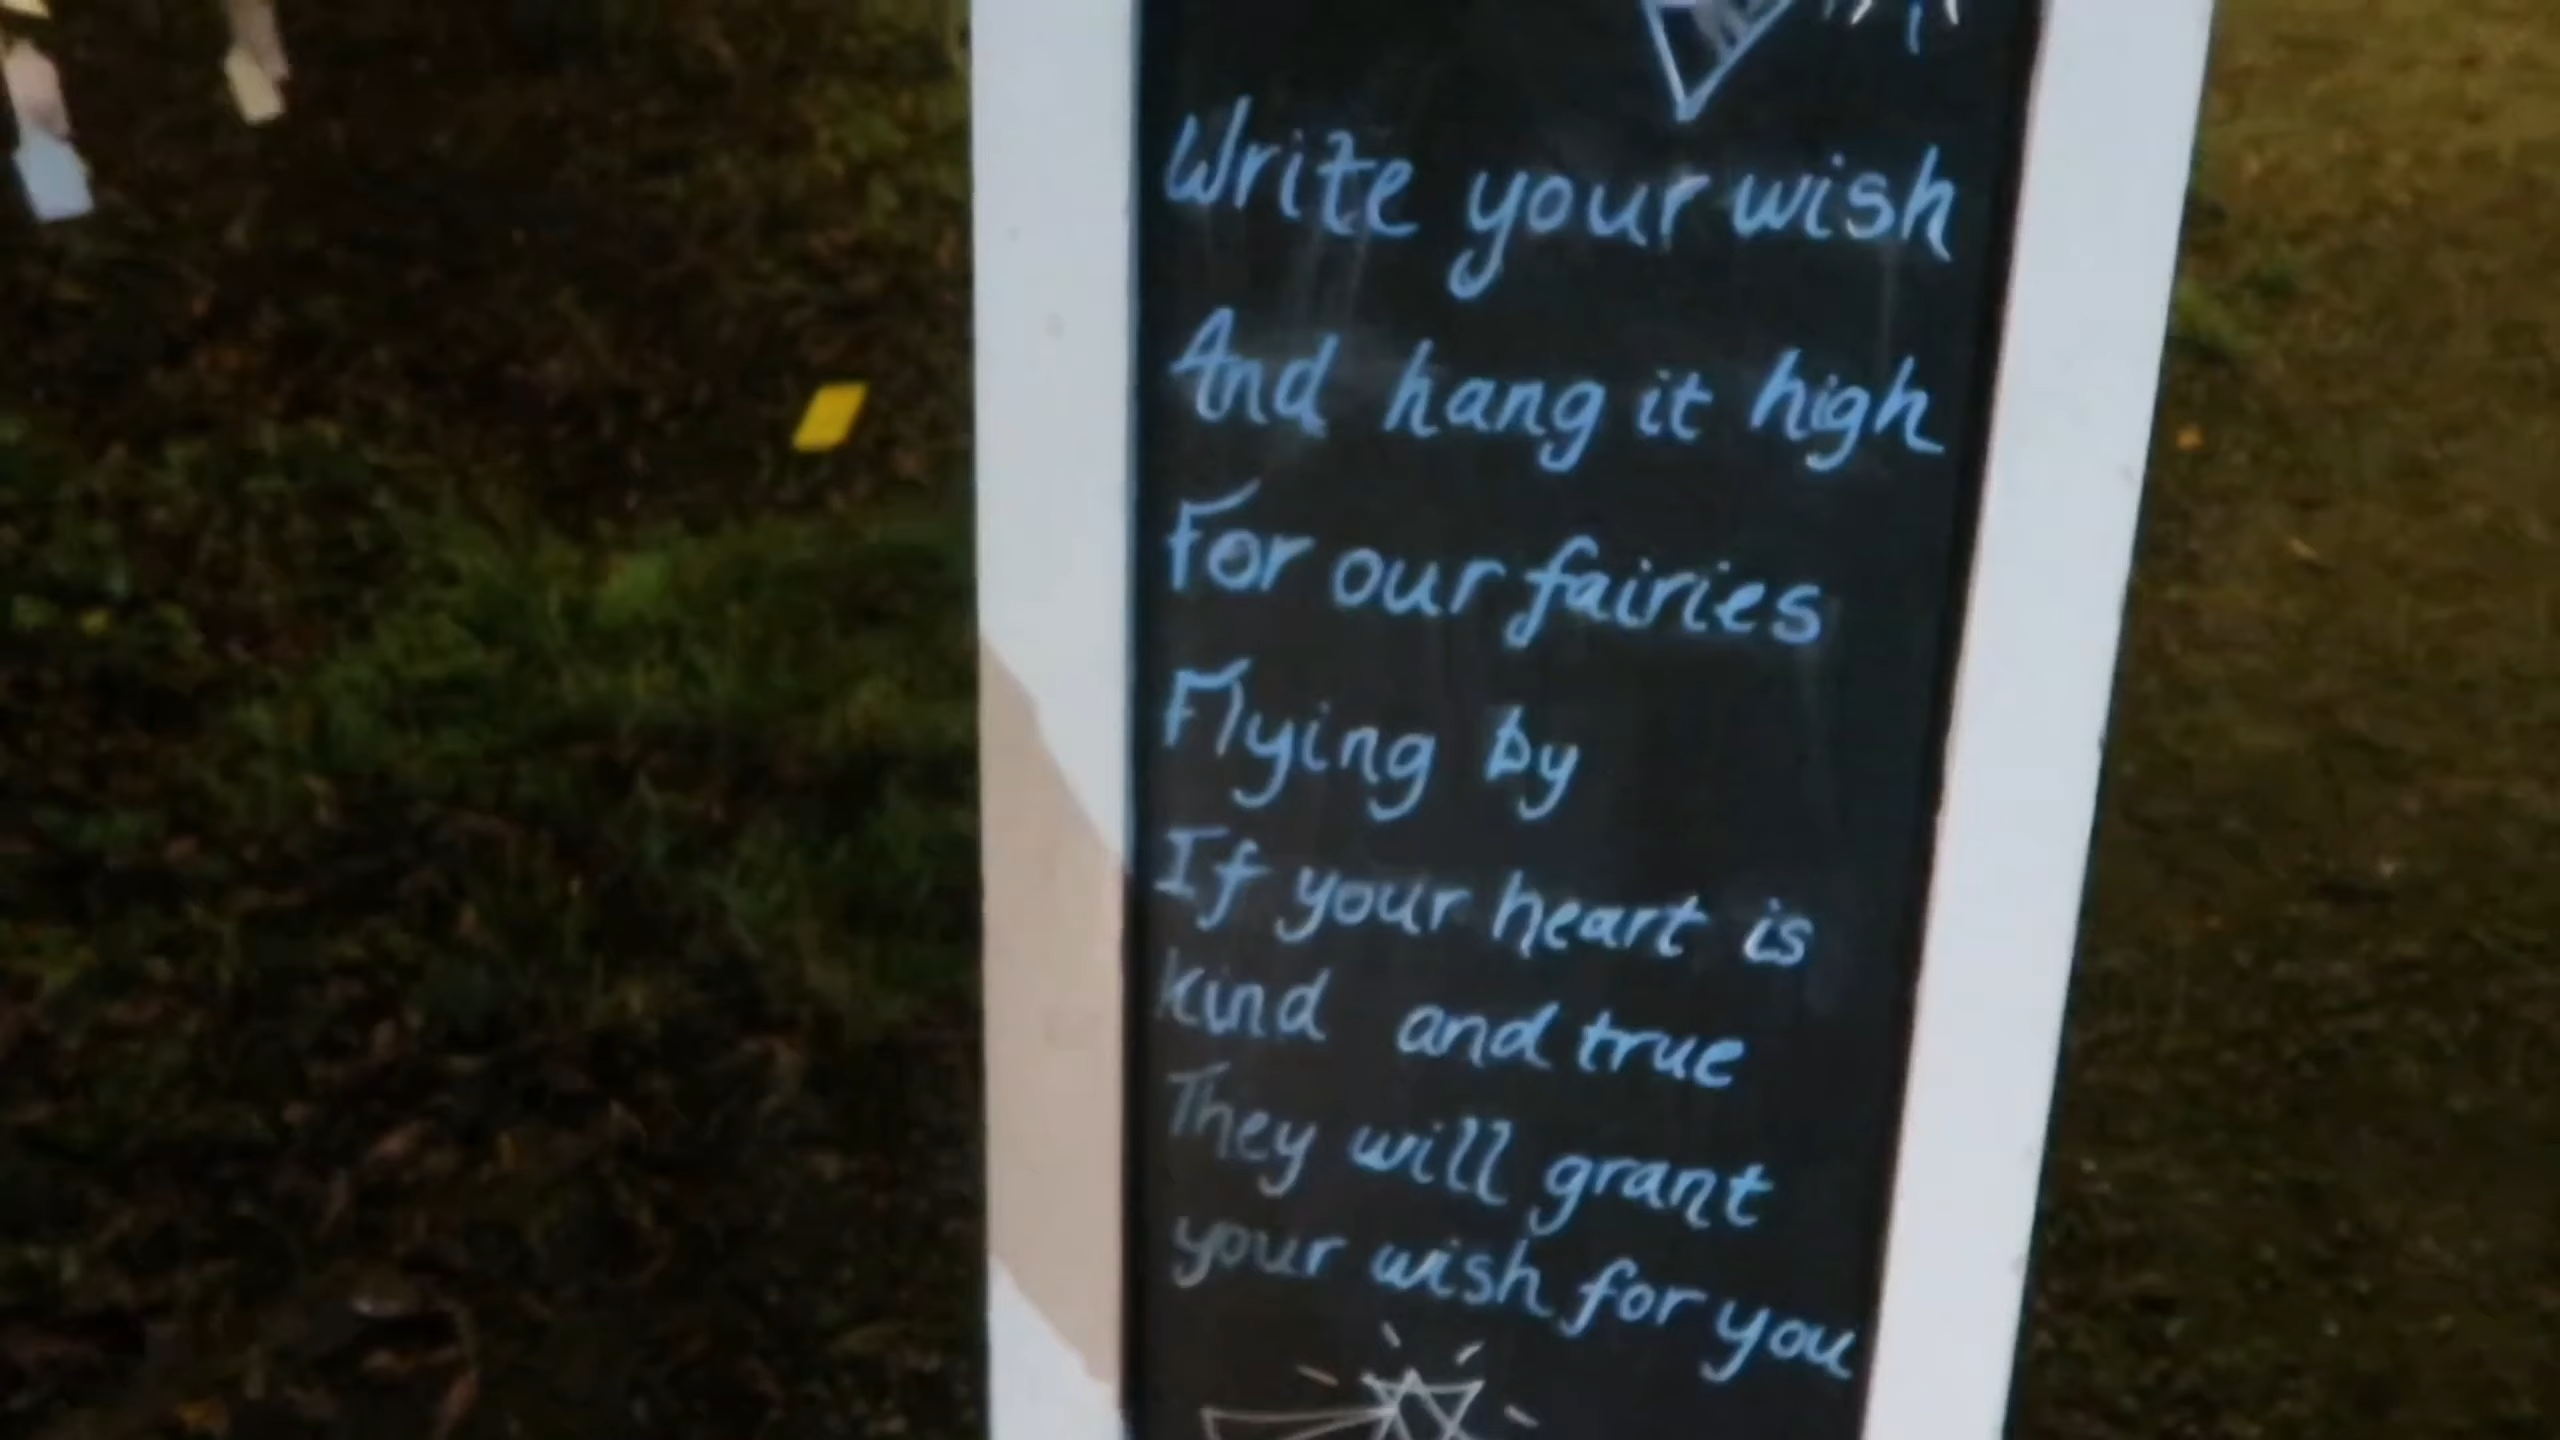 Write your wish
And hang it high
For our fairies
Flying by
If your heart is
kind and true
They will grant
your wish for you